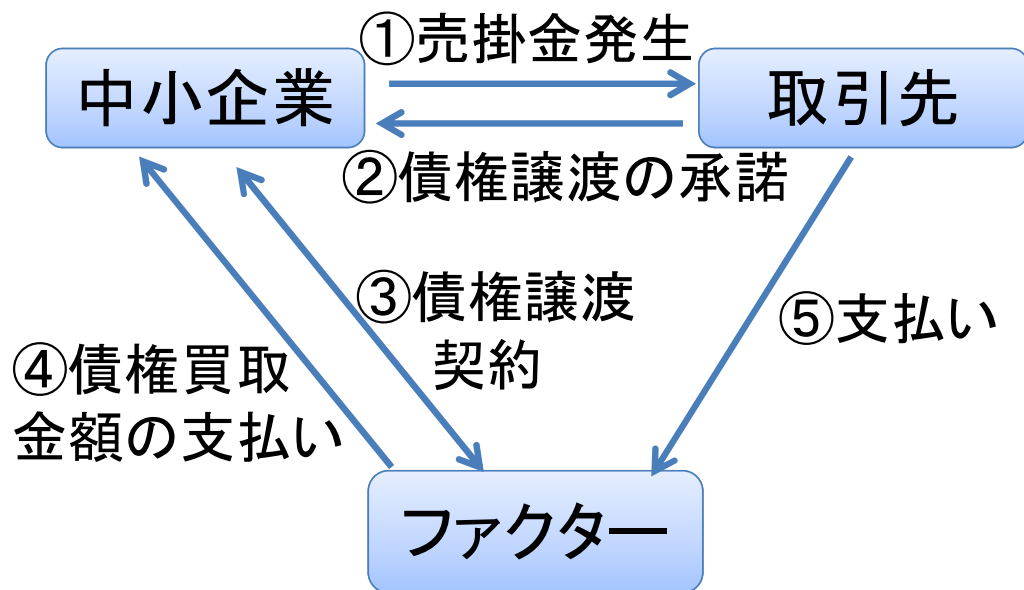 ①売掛金発生
中小企業
取引先
②債権譲渡の承諾
③債権譲渡
契約
⑤支払い
④債権買取
金額の支払い
ファクター